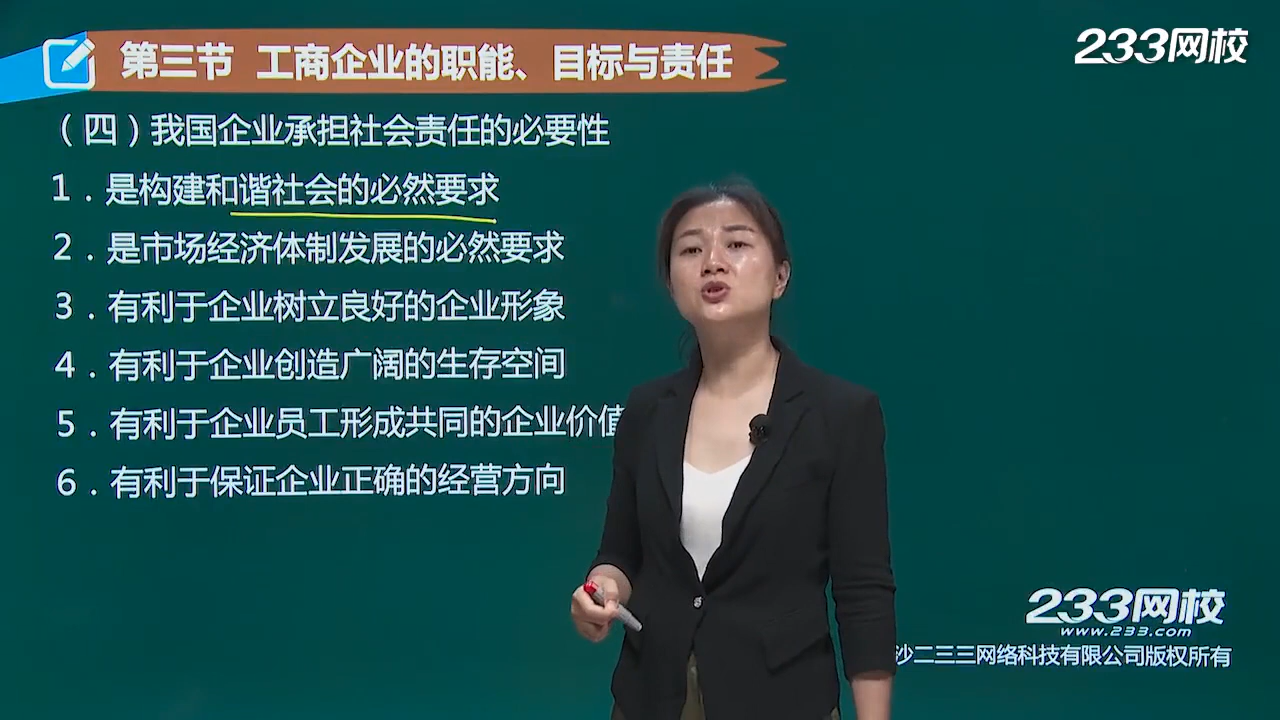 第三节 工商企业的职能、目标与责任
233网校
（四）我国企业承担社会责任的必要性
1．是构建和谐社会的必然要求
2．是市场经济体制发展的必然要求
3．有利于企业树立良好的企业形象
4．有利于企业创造广阔的生存空间
5．有利于企业员工形成共同的企业价值
6．有利于保证企业正确的经营方向
233网校
www.233.com
沙二三三网络科技有限公司版权所有